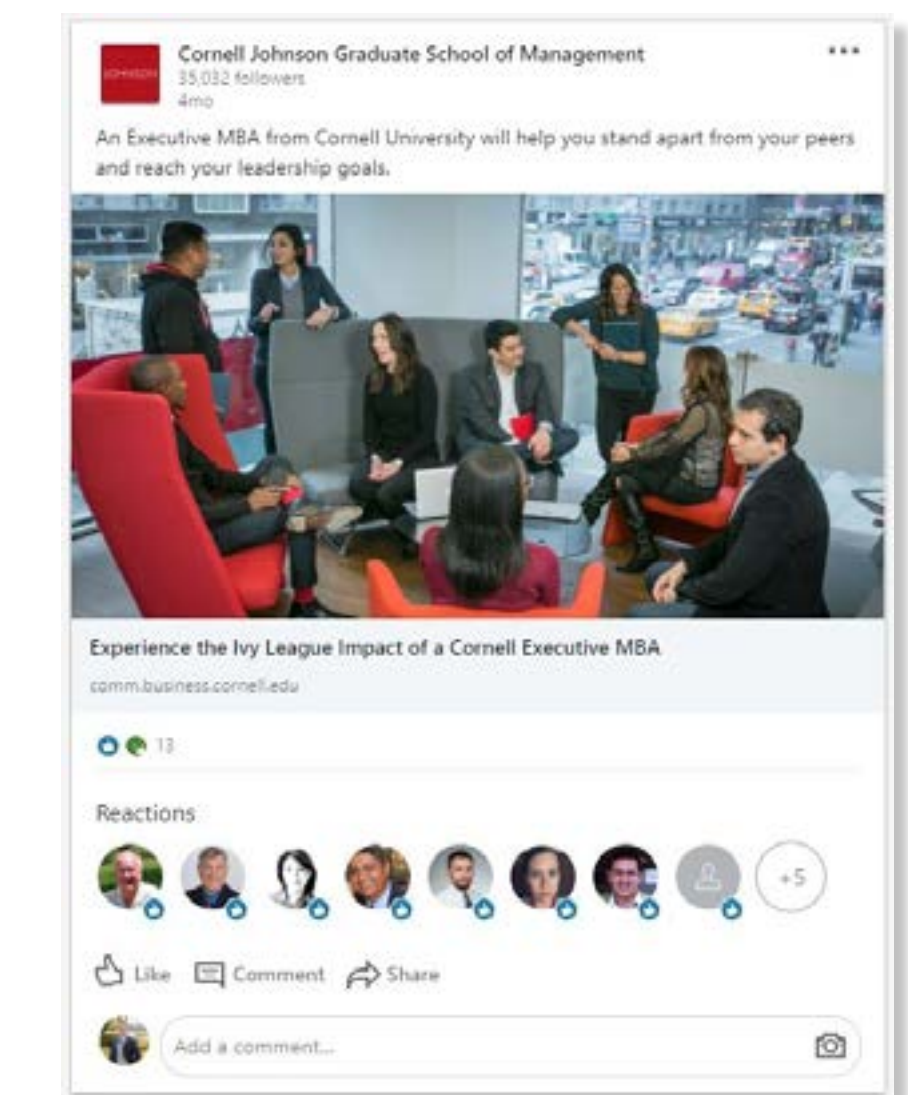 JOHNSON
Cornell Johnson Graduate School of Management
35,032 followers
4mo
An Executive MBA from Cornell University will help you stand apart from your peers
and reach your leadership goals.
Experience the Ivy League Impact of a Cornell Executive MBA
comm.business.cornell.edu
13
Reactions
+5
Like Comment Share
Add a comment...